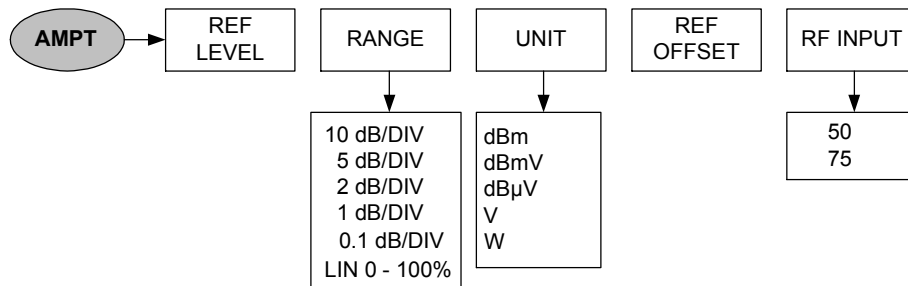 AMPT
REF
LEVEL
RANGE
UNIT
REF
OFFSET
RF INPUT
10 dB/DIV
5 dB/DIV
2 dB/DIV
1 dB/DIV
0.1 dB/DIV
LIN 0 - 100%
dBm
dBmV
dBµV
V
W
50
75